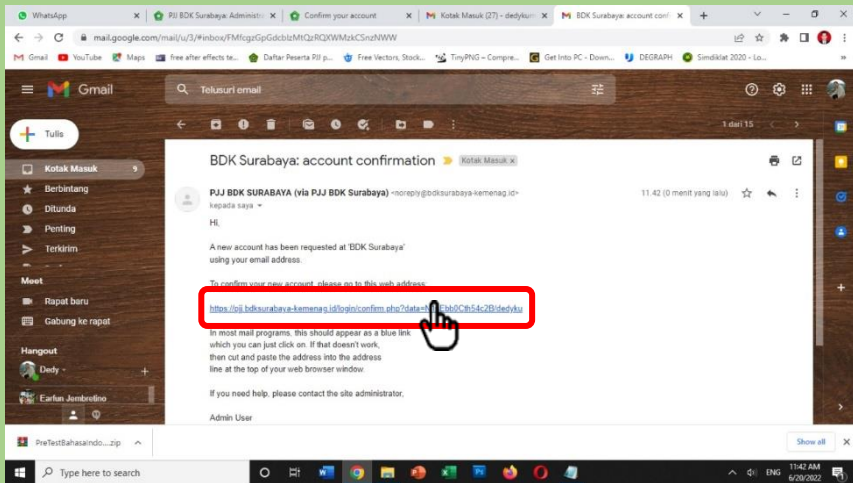 WhatsApp
PJJ BDK Surabaya: Administr
Confirm your account
Kotak Masuk (27) - dedykur
BDK Surabaya: account conf
mail.google.com/mail/u/3/#inbox/
Gmail
YouTube
Maps
free after effects te...
Daftar Peserta PJJ p...
Free Vectors, Stock...
TinyPNG – Compre...
Get Into PC - Down...
DEGRAPH
Simdiklat 2020 - Lo...
Gmail
Telusuri email
Tulis
1 dari 15
Kotak Masuk 9
Berbintang
Ditunda
Penting
Terkirim
Meet
Rapat baru
Gabung ke rapat
Hangout
Dedy
Earfun Jembretino
BDK Surabaya: account confirmation
Kotak Masuk x
PJJ BDK SURABAYA (via PJJ BDK Surabaya) <noreply@bdksurabaya-kemenag.id>
11.42 (0 menit yang lalu)
kepada saya
Hi,
A new account has been requested at 'BDK Surabaya'
using your email address.
To confirm your new account, please go to this web address:
https://pjj.bdksurabaya-kemenag.id/login/confirm.php?data=
In most mail programs, this should appear as a blue link
which you can just click on. If that doesn't work,
then cut and paste the address into the address
line at the top of your web browser window.
If you need help, please contact the site administrator,
Admin User
PreTestBahasaindo....zip
Show all
Type here to search
ENG
11:42 AM
6/20/2022